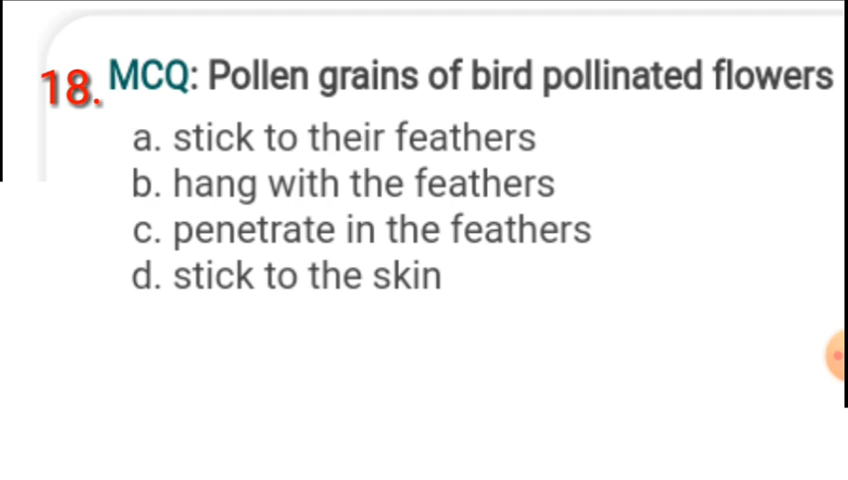 18. MCQ: Pollen grains of bird pollinated flowers
a. stick to their feathers
b. hang with the feathers
c. penetrate in the feathers
d. stick to the skin